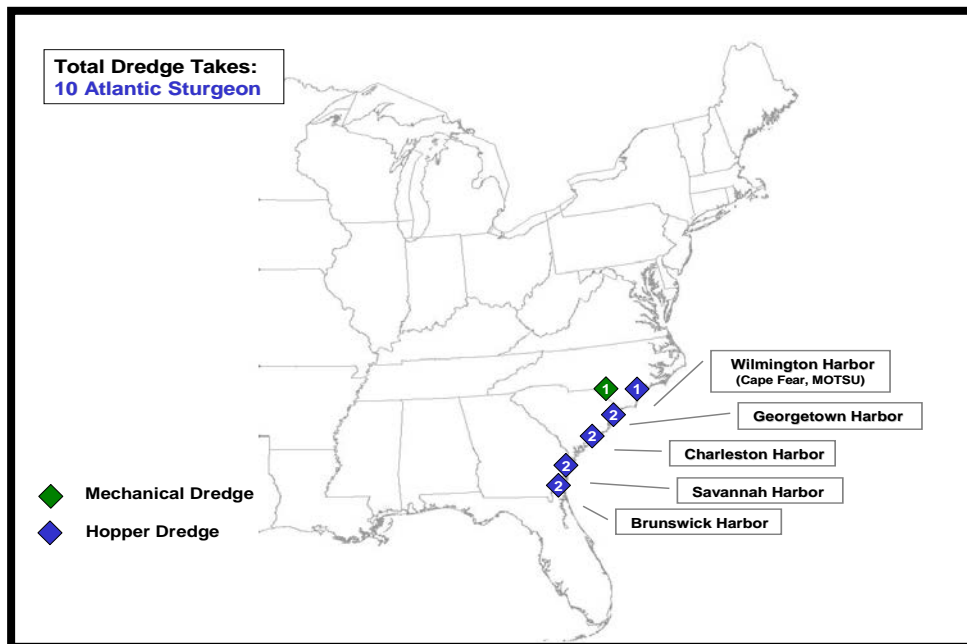 Total Dredge Takes:
10 Atlantic Sturgeon
Wilmington Harbor
(Cape Fear, MOTSU)
1
1
Georgetown Harbor
2
Charleston Harbor
2
Savannah Harbor
2
Brunswick Harbor
2
Mechanical Dredge
Hopper Dredge